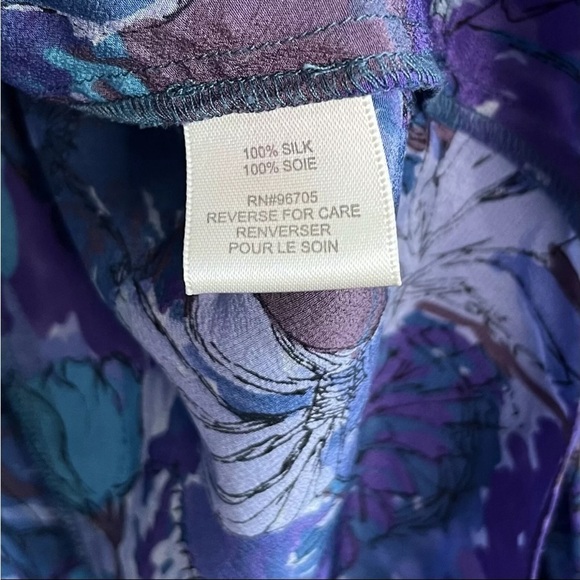 100% SILK
100% SOIE
RN#96705
REVERSE FOR CARE
RENVERSER
POUR LE SOIN